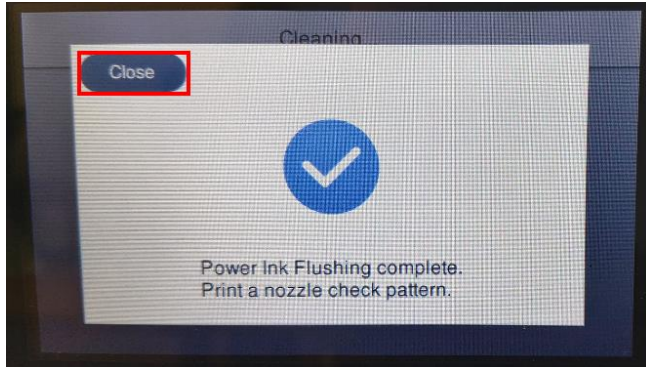 Cleaning
Close
Power Ink Flushing complete.
Print a nozzle check pattern.